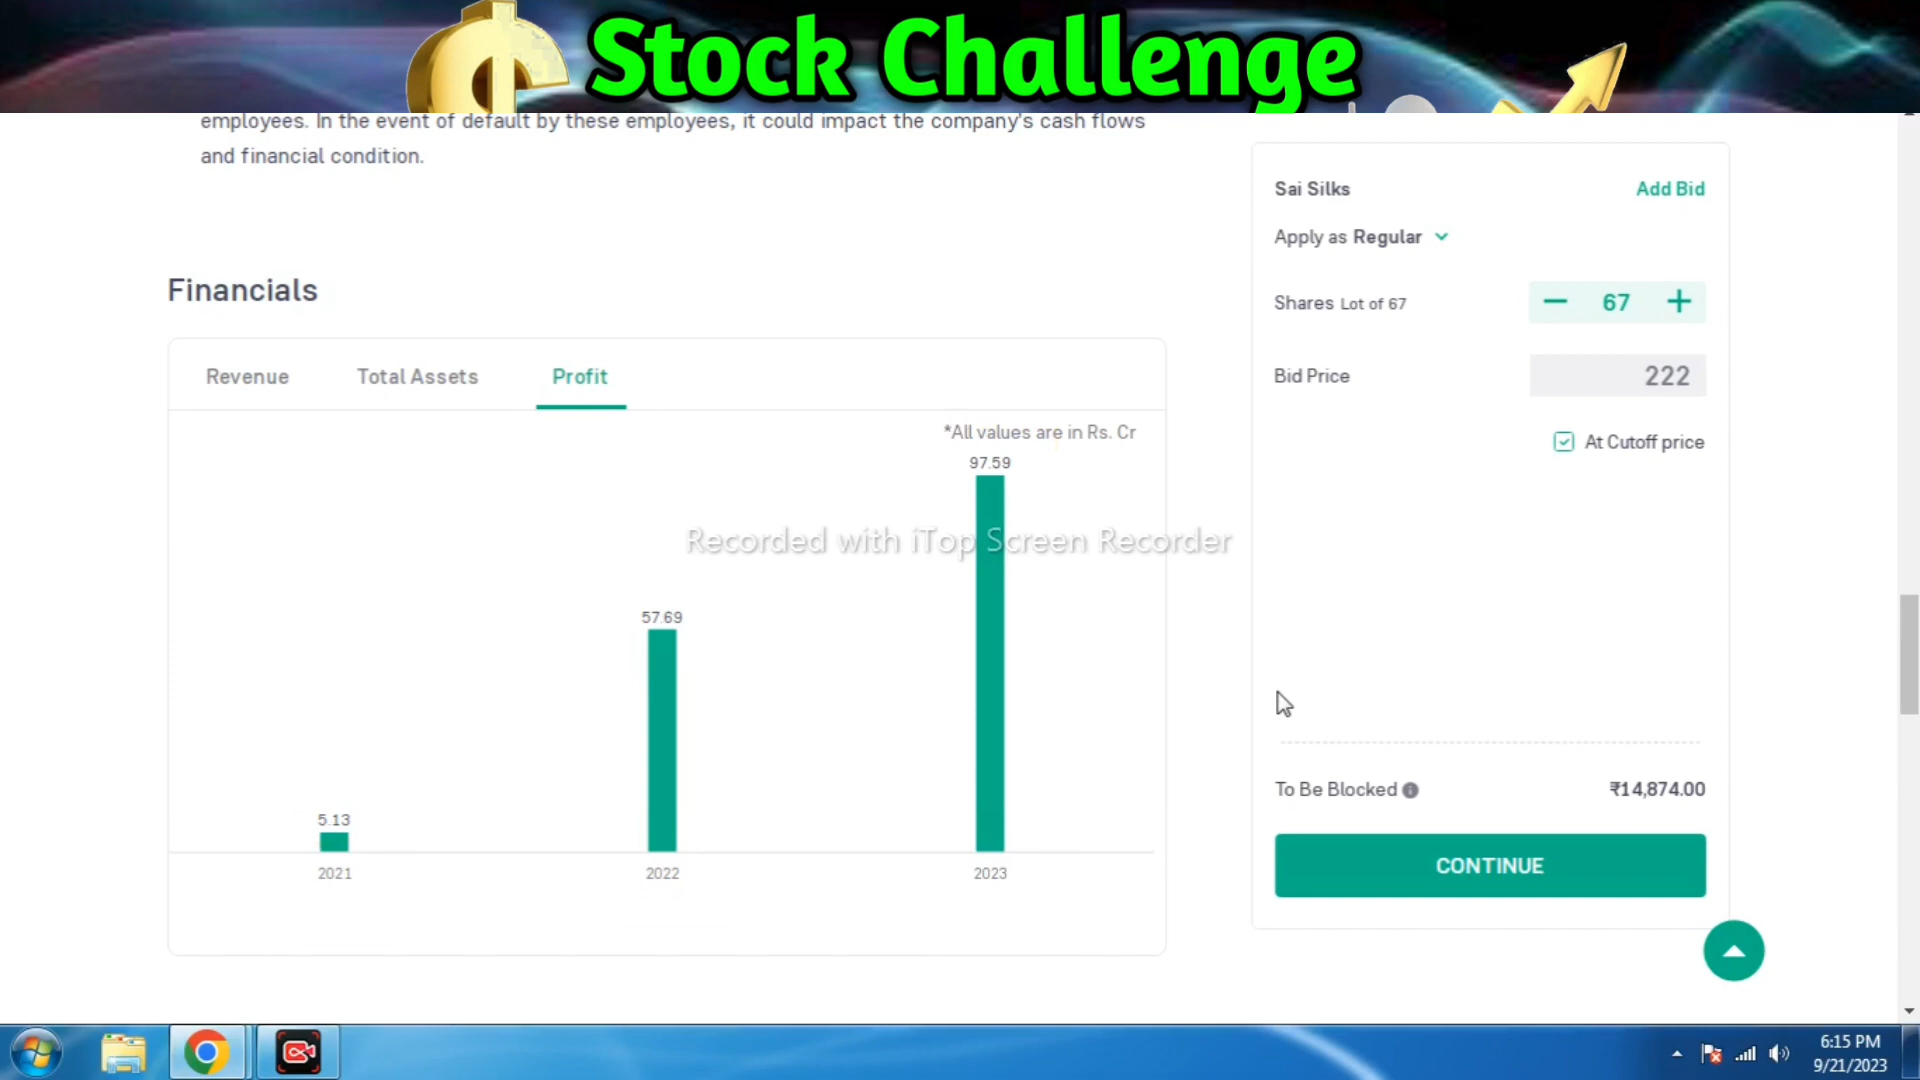 Stock Challenge
employees. In the event of default by these employees, it could impact the company's cash flows
and financial condition.
Financials
Revenue Total Assets Profit
*All values are in Rs. Cr
97.59
57.69
5.13
2021 2022 2023
Recorded with iTop Screen Recorder
Sai Silks Add Bid
Apply as Regular
Shares Lot of 67 − 67 +
Bid Price 222
At Cutoff price
To Be Blocked ₹14,874.00
CONTINUE
6:15 PM
9/21/2023